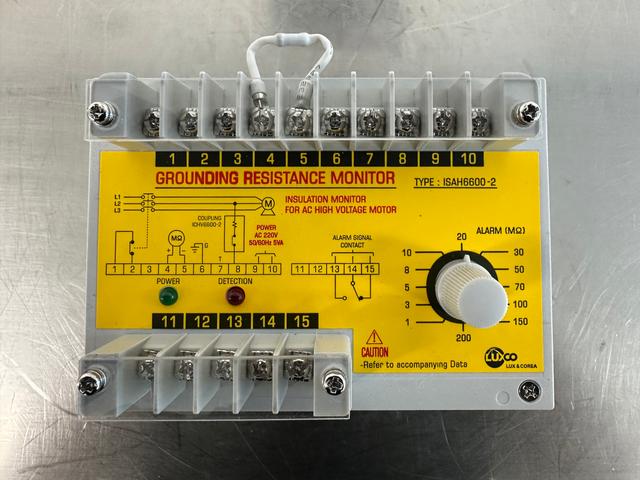 1 2 3 4 5 6 7 8 9 10
GROUNDING RESISTANCE MONITOR
TYPE : ISAH6600-2
INSULATION MONITOR
FOR AC HIGH VOLTAGE MOTOR
L1
L2
L3
M
COUPLING
ICHV6600-2
POWER
AC 220V
50/60Hz 5VA
MΩ
G
1 2 3 4 5 6 7 8 9 10
ALARM SIGNAL
CONTACT
11 12 13 14 15
POWER
DETECTION
ALARM (MΩ)
20
10 30
8 50
5 70
3 100
1 150
200
11 12 13 14 15
CAUTION
-Refer to accompanying Data
LUXCO
LUX & COREA